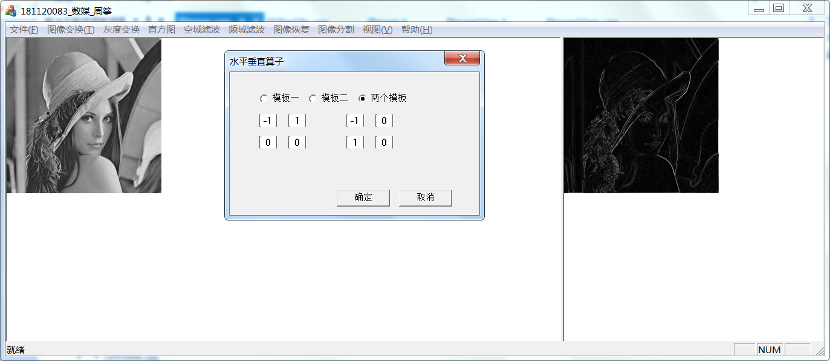 181120083_数媒_周筝
文件(F) 图像变换(T) 灰度变换 直方图 空域滤波 频域滤波 图像恢复 图像分割 视图(V) 帮助(H)
水平垂直算子
模板一 模板二 两个模板
-1 1 -1 0
0 0 1 0
确定 取消
就绪 NUM